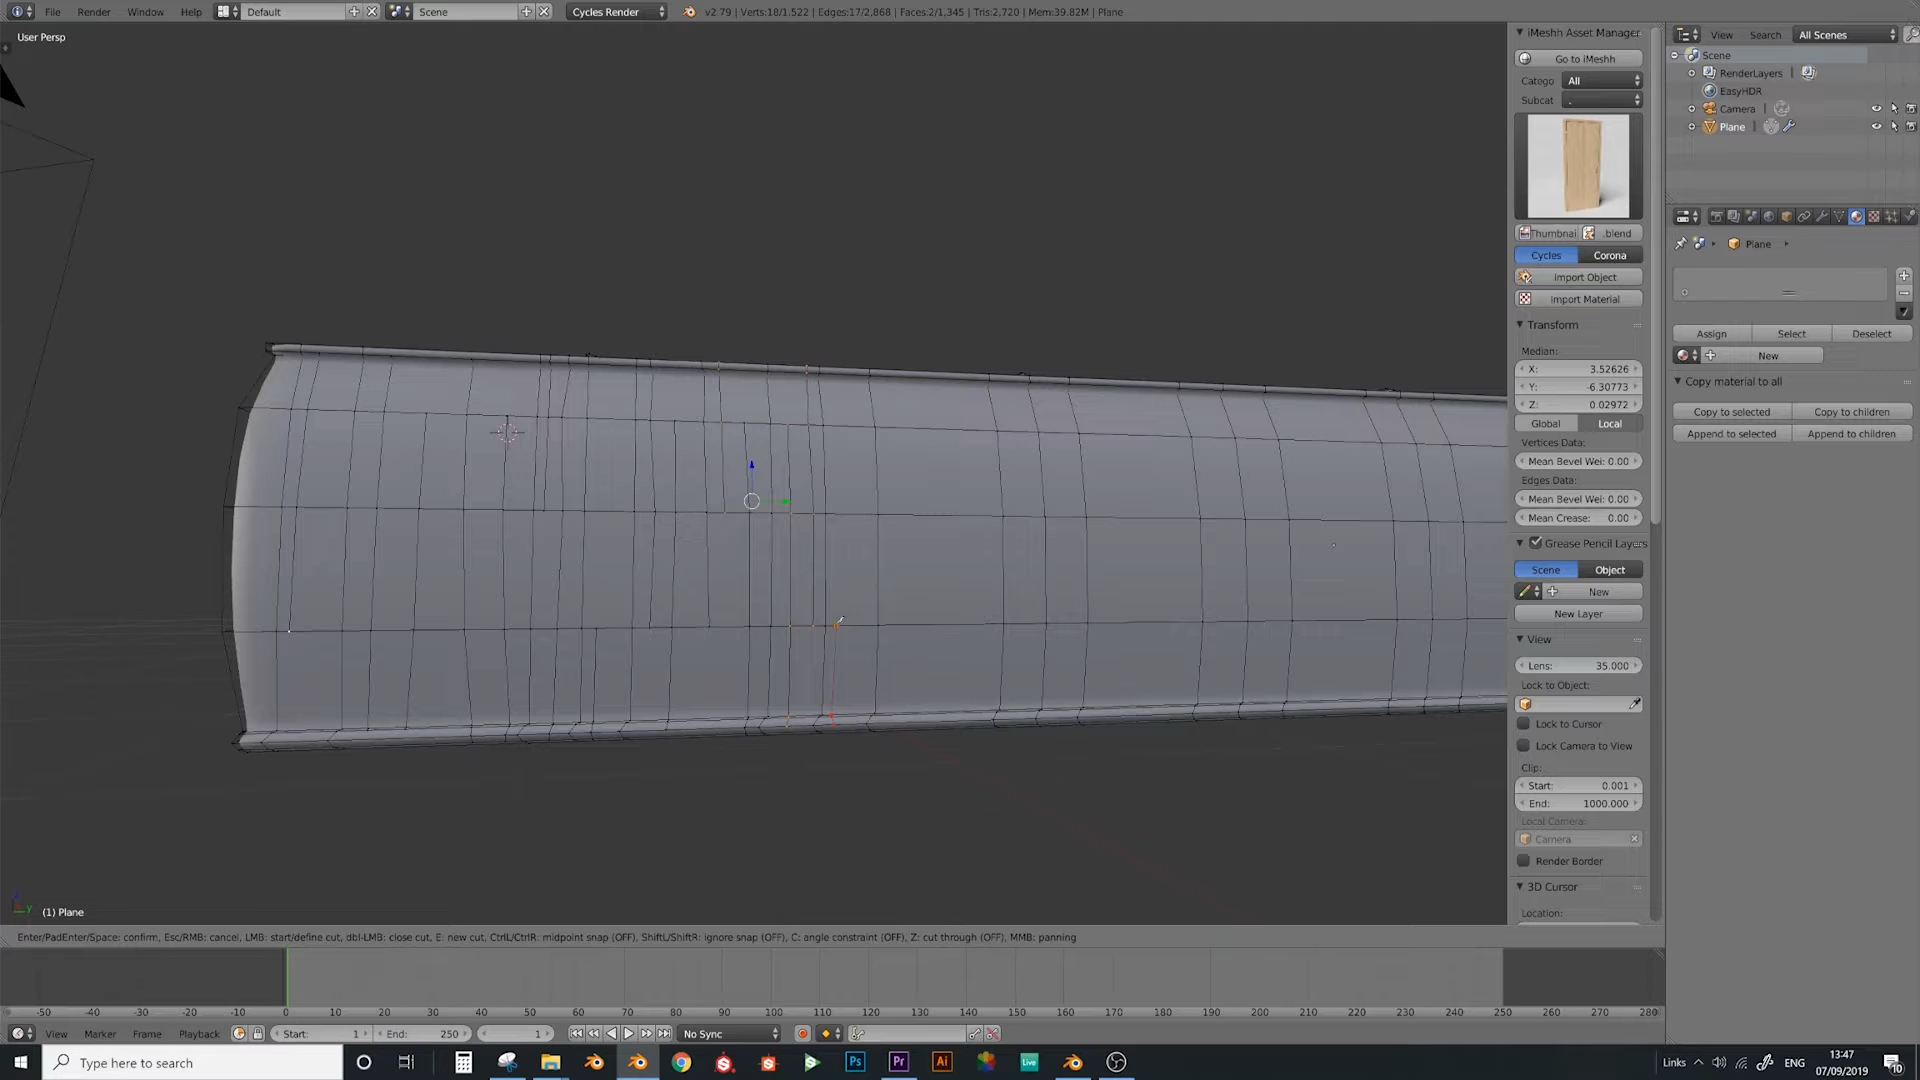 File Render Window Help Default Scene Cycles Render v2.79 | Verts:18/1,522 | Edges:17/2,868 | Faces:2/1,345 | Tris:2,720 | Mem:39.82M | Plane
User Persp
iMeshh Asset Manager
Go to iMeshh
Catego All
Subcat .
Thumbnai .blend
Cycles Corona
Import Object
Import Material
Transform
Median:
X: 3.52626
Y: -6.30773
Z: 0.02972
Global Local
Vertices Data:
Mean Bevel Wei: 0.00
Edges Data:
Mean Bevel Wei: 0.00
Mean Crease: 0.00
Grease Pencil Layers
Scene Object
New
New Layer
View
Lens: 35.000
Lock to Object:
Lock to Cursor
Lock Camera to View
Clip:
Start: 0.001
End: 1000.000
Local Camera:
Camera
Render Border
3D Cursor
Location:
View Search All Scenes
Scene
RenderLayers
EasyHDR
Camera
Plane
Plane
Assign Select Deselect
New
Copy material to all
Copy to selected Copy to children
Append to selected Append to children
(1) Plane
Enter/PadEnter/Space: confirm, Esc/RMB: cancel, LMB: start/define cut, dbl-LMB: close cut, E: new cut, CtrlL/CtrlR: midpoint snap (OFF), ShiftL/ShiftR: ignore snap (OFF), C: angle constraint (OFF), Z: cut through (OFF), MMB: panning
-50 -40 -30 -20 -10 0 10 20 30 40 50 60 70 80 90 100 110 120 130 140 150 160 170 180 190 200 210 220 230 240 250 260 270 280
View Marker Frame Playback Start: 1 End: 250 1 No Sync
Type here to search
Ps Pr Ai Live
Links ENG 13:47
07/09/2019 10